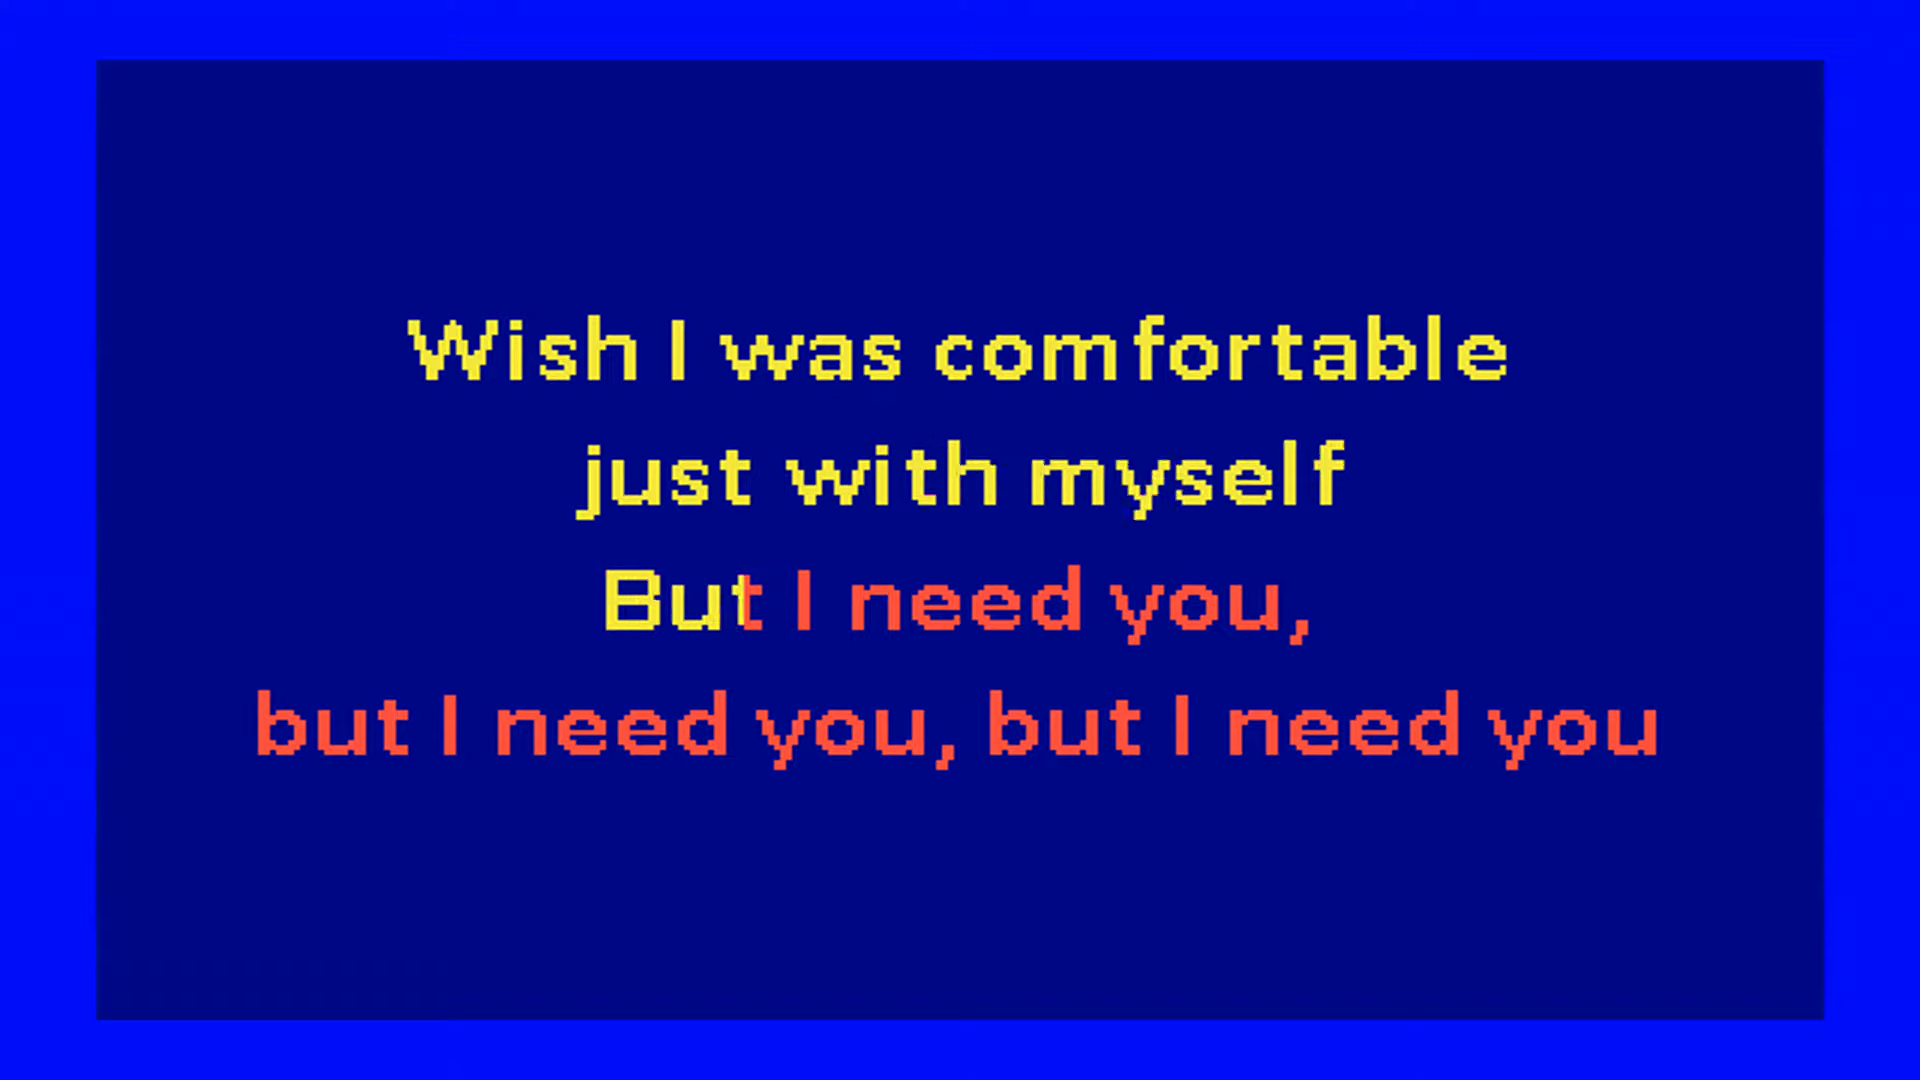 Wish I was comfortable
just with myself
But I need you,
but I need you, but I need you